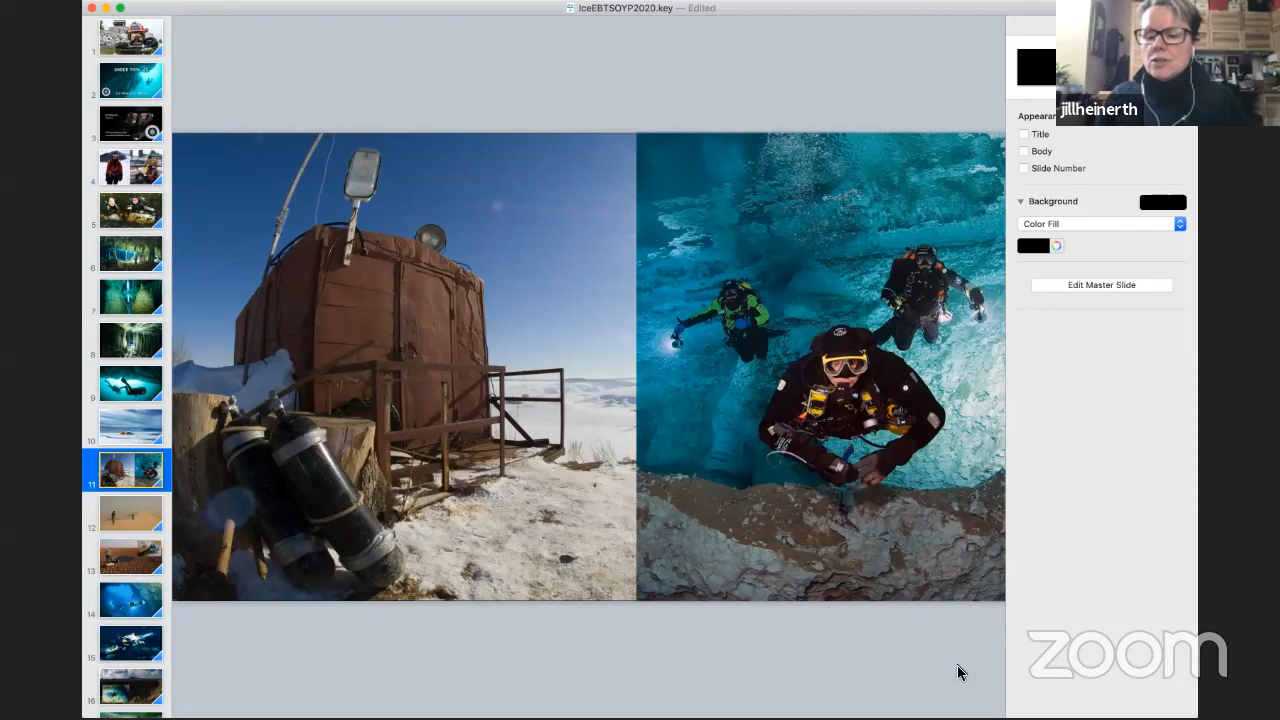 IceEBTSOYP2020.key — Edited
jillheinerth
Title
Body
Slide Number
Background
Color Fill
Edit Master Slide
1
2
UNDER THIN ICE
3
4
5
6
7
8
9
10
11
12
13
14
15
16
zoom